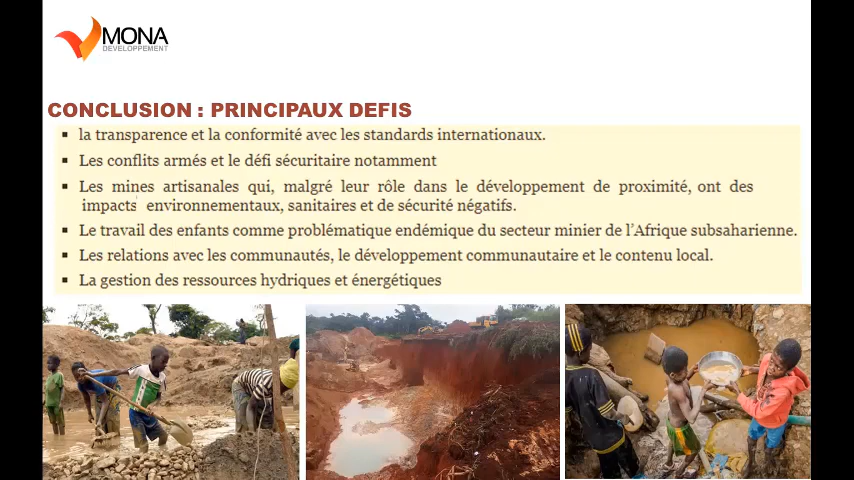 MONA
DEVELOPPEMENT
CONCLUSION : PRINCIPAUX DEFIS
▪ la transparence et la conformité avec les standards internationaux.
▪ Les conflits armés et le défi sécuritaire notamment
▪ Les mines artisanales qui, malgré leur rôle dans le développement de proximité, ont des
impacts environnementaux, sanitaires et de sécurité négatifs.
▪ Le travail des enfants comme problématique endémique du secteur minier de l'Afrique subsaharienne.
▪ Les relations avec les communautés, le développement communautaire et le contenu local.
▪ La gestion des ressources hydriques et énergétiques